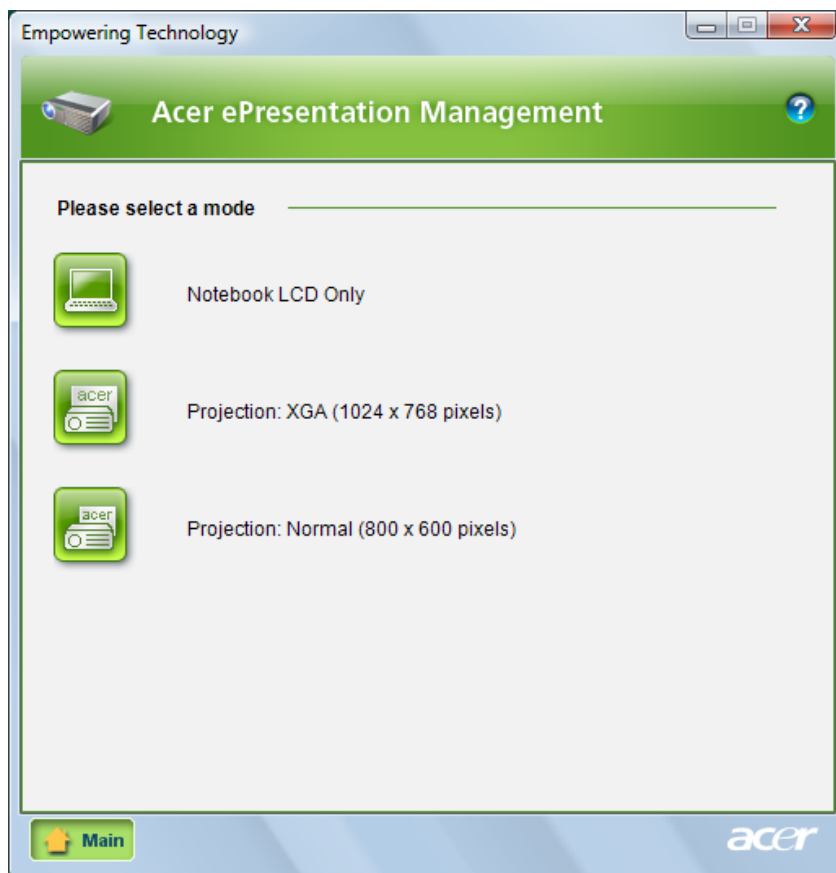 Empowering Technology
Acer ePresentation Management
?
Please select a mode
Notebook LCD Only
acer
Projection: XGA (1024 x 768 pixels)
acer
Projection: Normal (800 x 600 pixels)
Main
acer